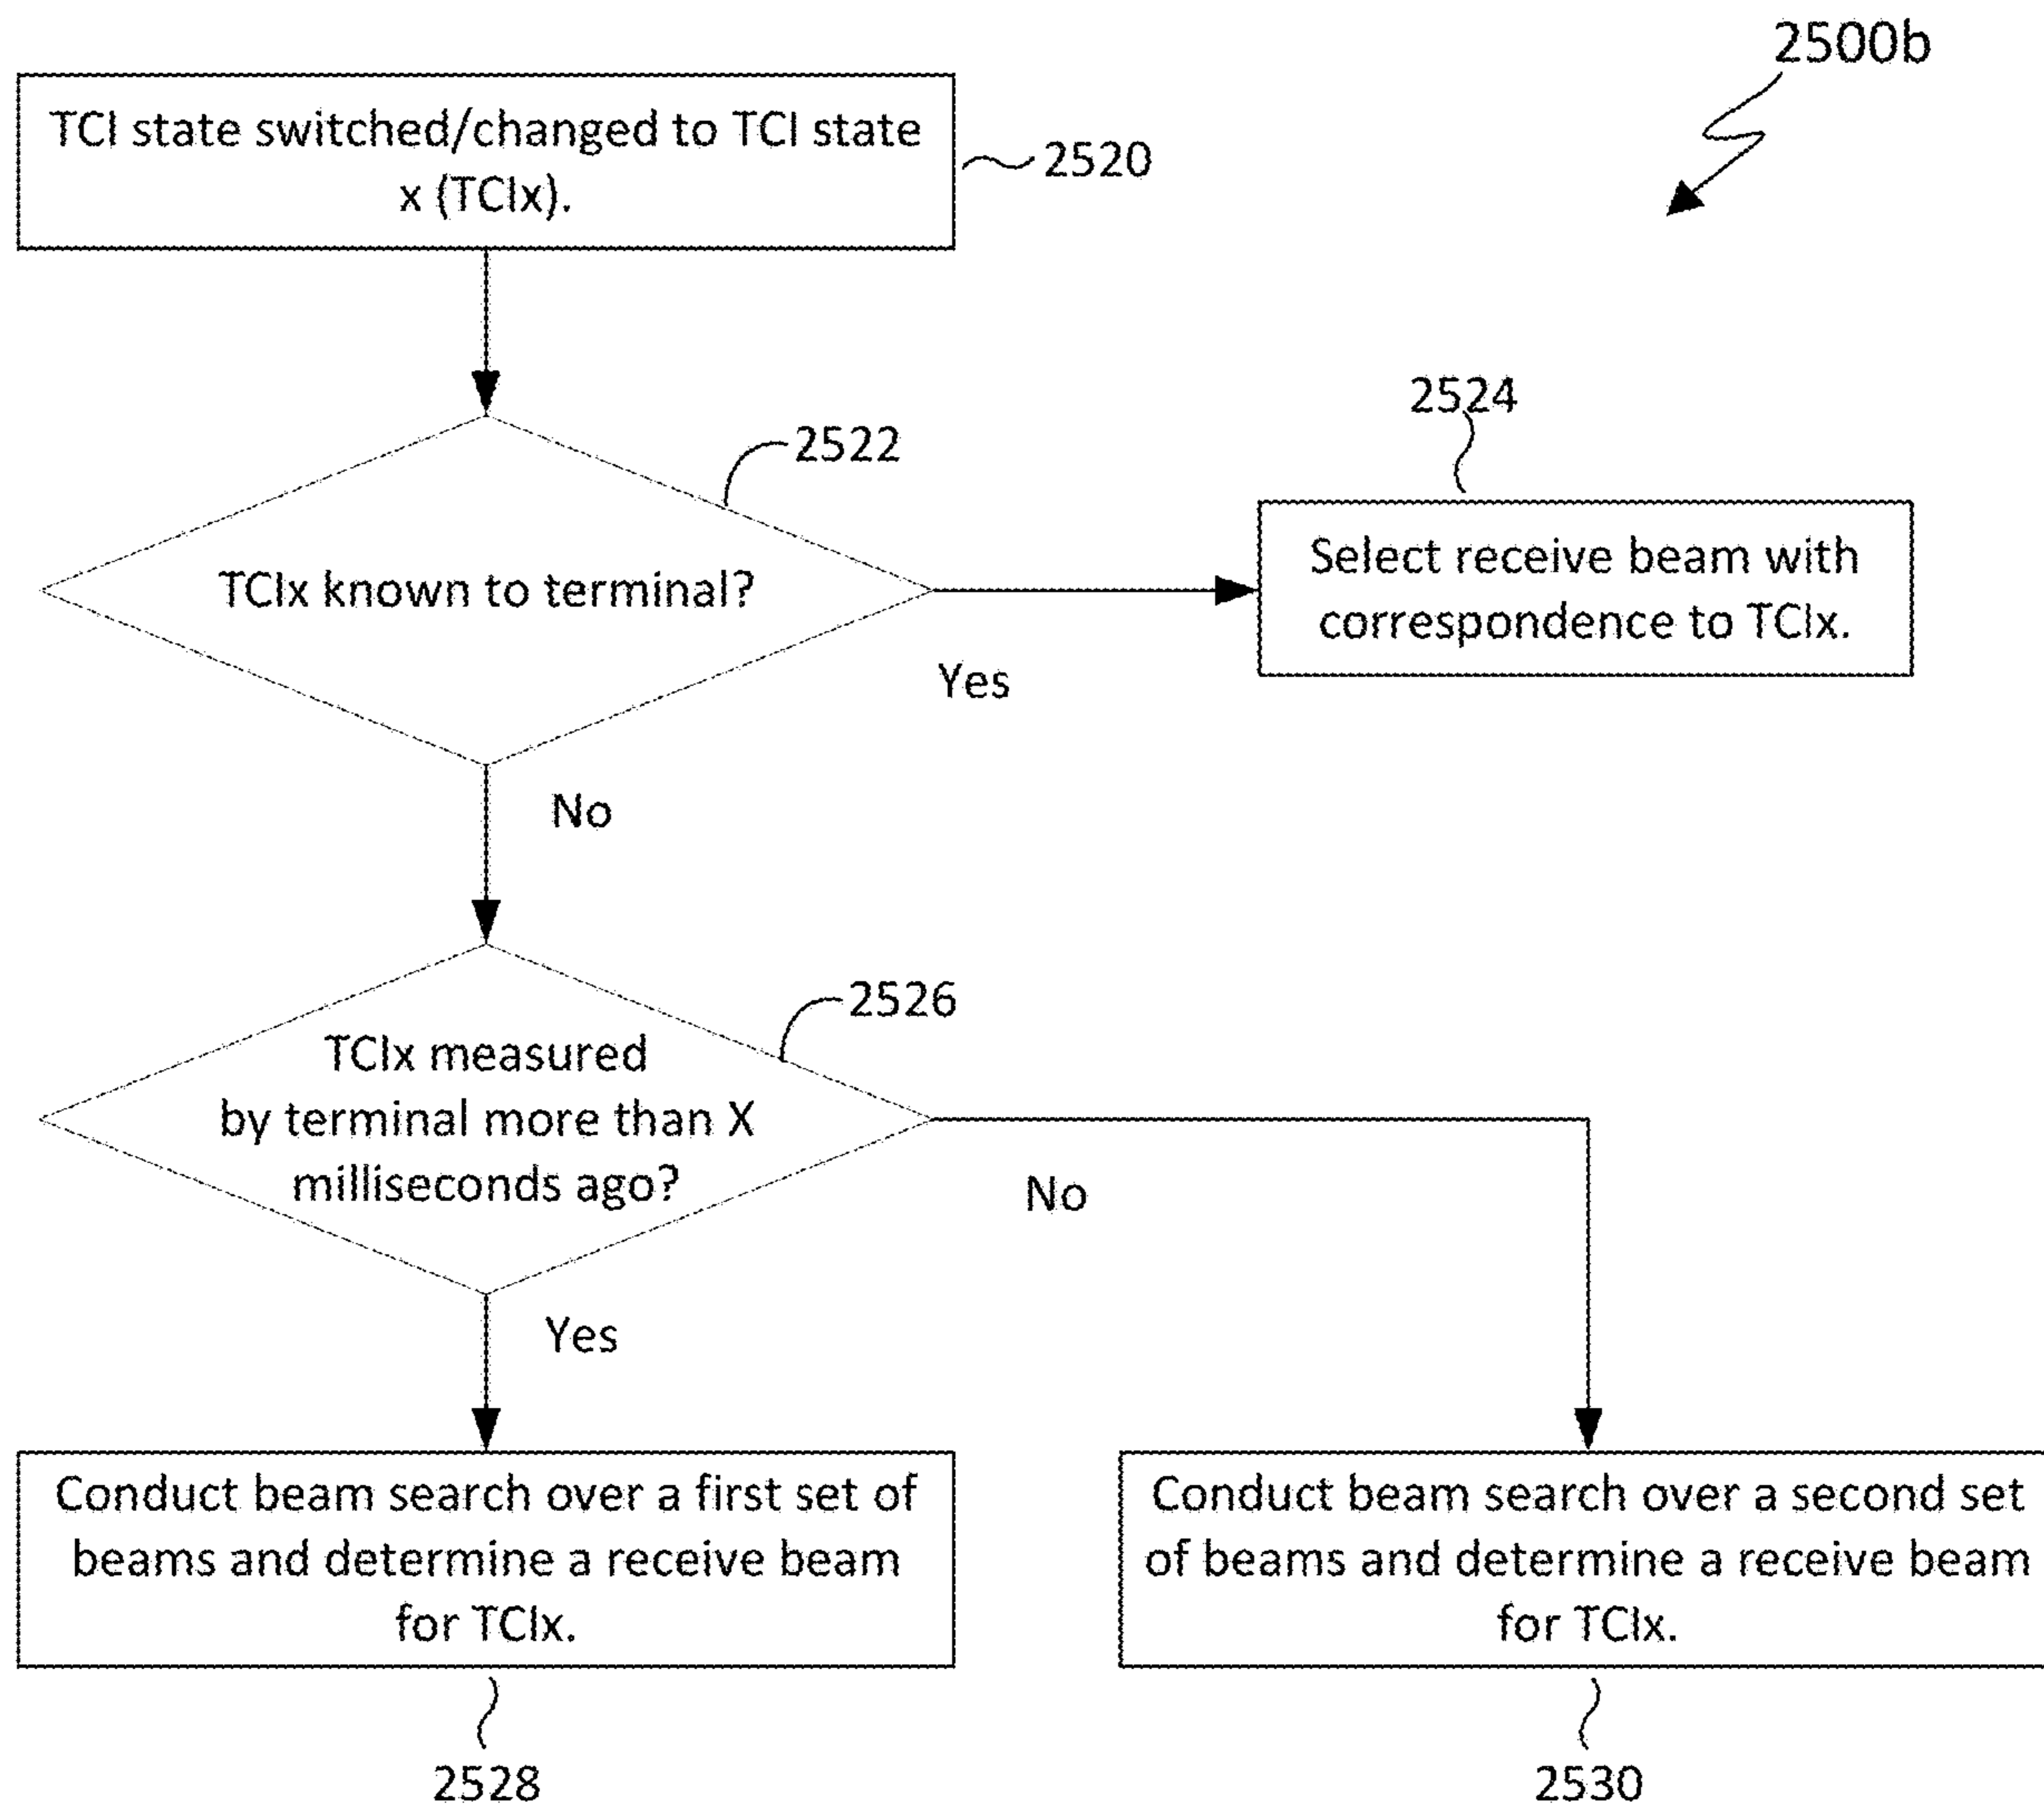 2500b
TCI state switched/changed to TCI state
x (TCIx).
2520
2522
TCIx known to terminal?
Yes
2524
Select receive beam with
correspondence to TCIx.
No
2526
TCIx measured
by terminal more than X
milliseconds ago?
No
Yes
Conduct beam search over a first set of
beams and determine a receive beam
for TCIx.
2528
Conduct beam search over a second set
of beams and determine a receive beam
for TCIx.
2530